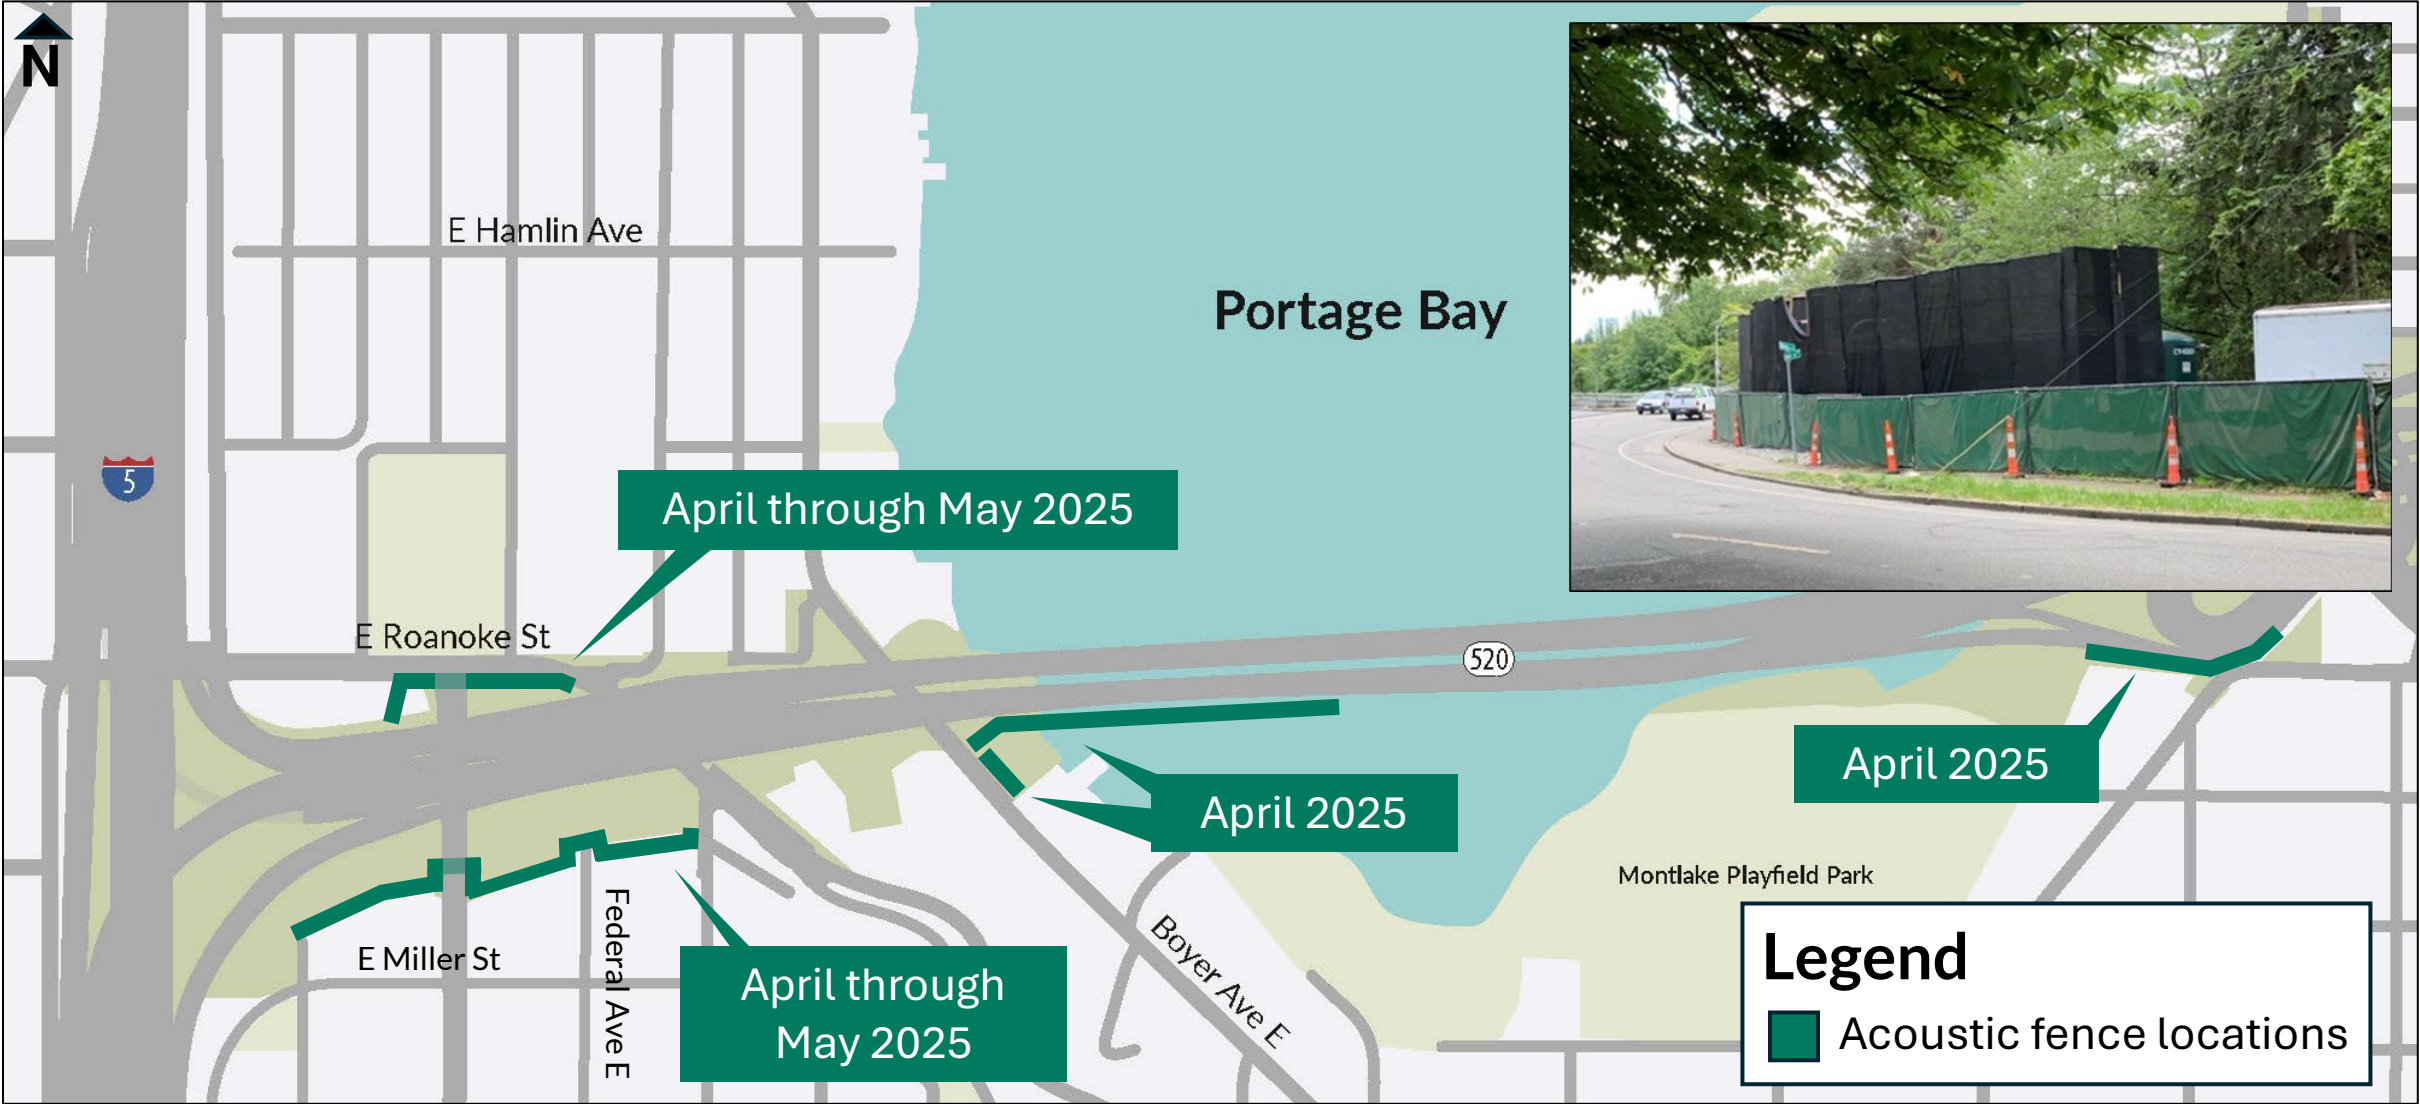 N
E Hamlin Ave
Portage Bay
5
April through May 2025
E Roanoke St
520
April 2025
April 2025
Montlake Playfield Park
E Miller St
Federal Ave E
Boyer Ave E
April through
May 2025
Legend
Acoustic fence locations